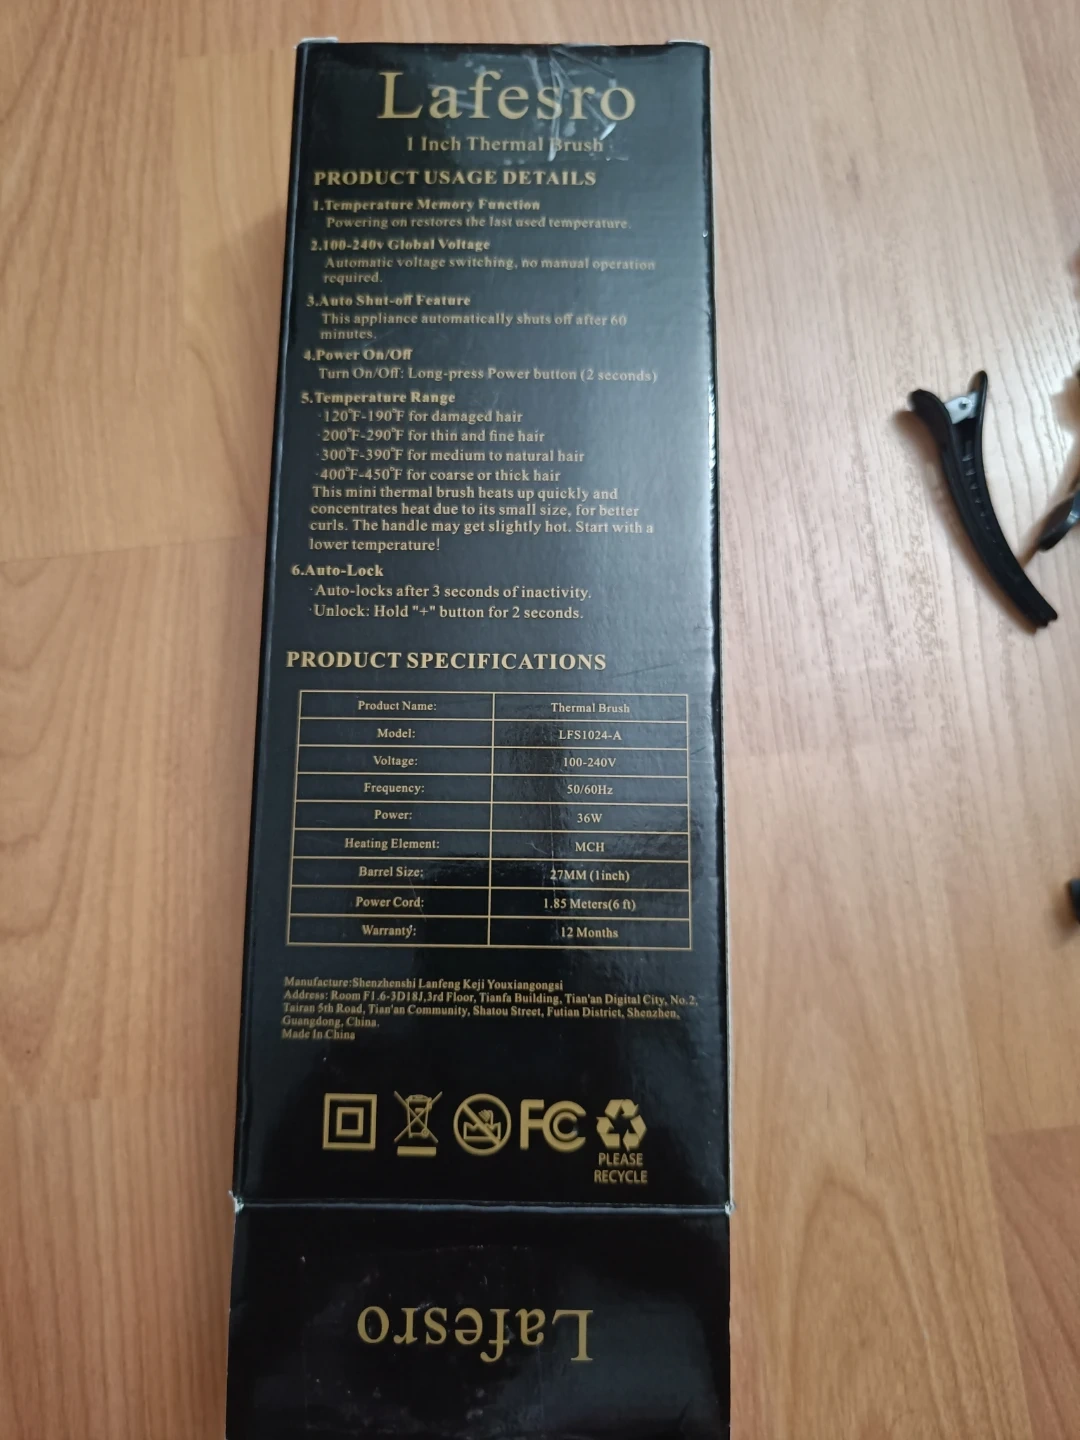 Lafesro
1 Inch Thermal Brush
PRODUCT USAGE DETAILS
1.Temperature Memory Function
Powering on restores the last used temperature.
2.100-240v Global Voltage
Automatic voltage switching, no manual operation
required.
3.Auto Shut-off Feature
This appliance automatically shuts off after 60
minutes.
4.Power On/Off
Turn On/Off: Long-press Power button (2 seconds)
5.Temperature Range
·120°F-190°F for damaged hair
·200°F-290°F for thin and fine hair
·300°F-390°F for medium to natural hair
·400°F-450°F for coarse or thick hair
This mini thermal brush heats up quickly and
concentrates heat due to its small size, for better
curls. The handle may get slightly hot. Start with a
lower temperature!
6.Auto-Lock
·Auto-locks after 3 seconds of inactivity.
·Unlock: Hold "+" button for 2 seconds.
PRODUCT SPECIFICATIONS
Product Name: Thermal Brush
Model: LFS1024-A
Voltage: 100-240V
Frequency: 50/60Hz
Power: 36W
Heating Element: MCH
Barrel Size: 27MM (1inch)
Power Cord: 1.85 Meters(6 ft)
Warranty: 12 Months
Manufacture:Shenzhenshi Lanfeng Keji Youxiangongsi
Address: Room F1.6-3D18J,3rd Floor, Tianfa Building, Tian'an Digital City, No.2,
Tairan 5th Road, Tian'an Community, Shatou Street, Futian District, Shenzhen,
Guangdong, China.
Made In China
FC
PLEASE
RECYCLE
Lafesro